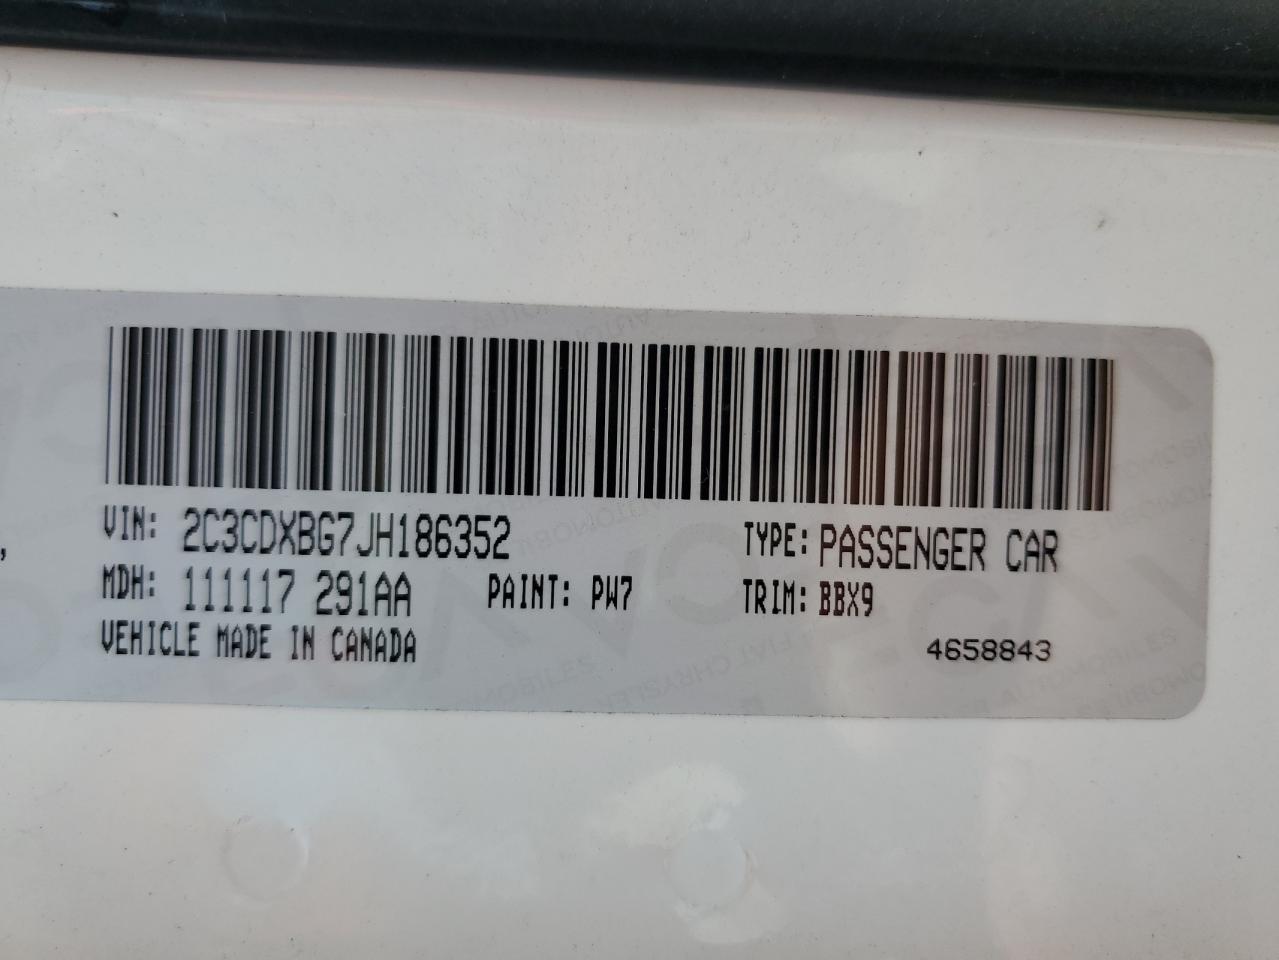 VIN: 2C3CDXBG7JH186352 TYPE: PASSENGER CAR
MDH: 111117 291AA PAINT: PW7 TRIM: BBX9
VEHICLE MADE IN CANADA 4658843